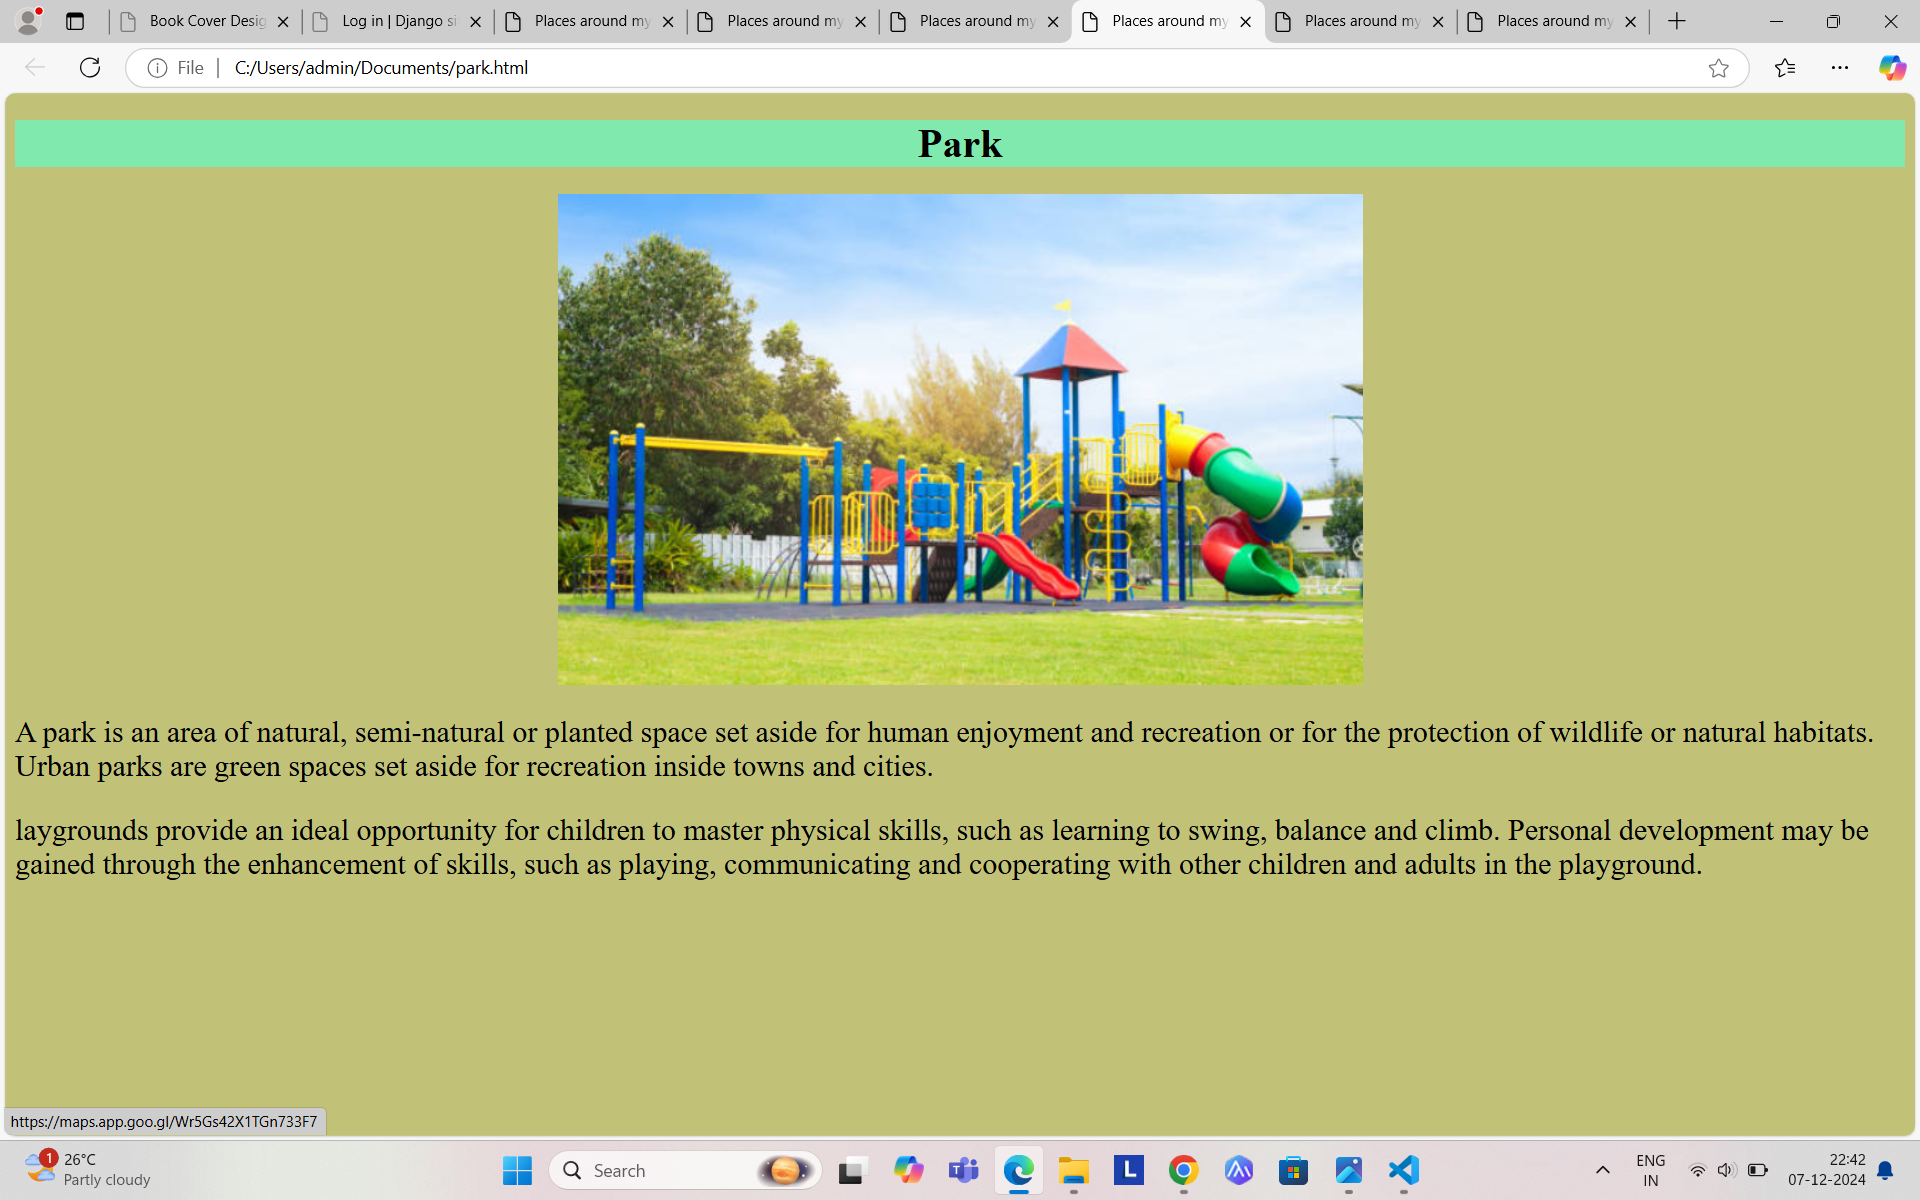 Book Cover Desig
Log in | Django si
Places around my
Places around my
Places around my
Places around my
Places around my
Places around my
File
C:/Users/admin/Documents/park.html
Park
A park is an area of natural, semi-natural or planted space set aside for human enjoyment and recreation or for the protection of wildlife or natural habitats.
Urban parks are green spaces set aside for recreation inside towns and cities.
laygrounds provide an ideal opportunity for children to master physical skills, such as learning to swing, balance and climb. Personal development may be
gained through the enhancement of skills, such as playing, communicating and cooperating with other children and adults in the playground.
https://maps.app.goo.gl/Wr5Gs42X1TGn733F7
1
26°C
Partly cloudy
Search
L
ENG
IN
22:42
07-12-2024